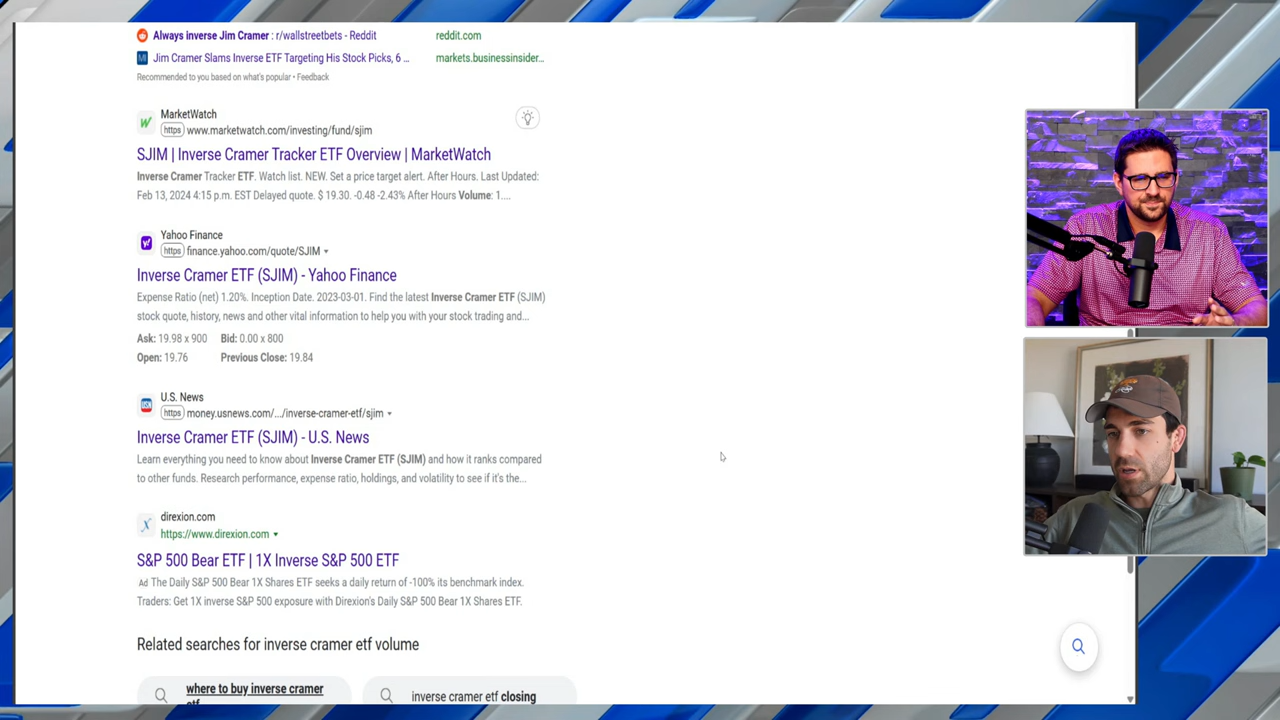 Always inverse Jim Cramer : r/wallstreetbets - Reddit reddit.com
Jim Cramer Slams Inverse ETF Targeting His Stock Picks, 6 ... markets.businessinsider...
Recommended to you based on what's popular • Feedback
MarketWatch
https www.marketwatch.com/investing/fund/sjim
SJIM | Inverse Cramer Tracker ETF Overview | MarketWatch
Inverse Cramer Tracker ETF. Watch list. NEW. Set a price target alert. After Hours. Last Updated:
Feb 13, 2024 4:15 p.m. EST Delayed quote. $ 19.30. -0.48 -2.43% After Hours Volume: 1....
Yahoo Finance
https finance.yahoo.com/quote/SJIM
Inverse Cramer ETF (SJIM) - Yahoo Finance
Expense Ratio (net) 1.20%. Inception Date. 2023-03-01. Find the latest Inverse Cramer ETF (SJIM)
stock quote, history, news and other vital information to help you with your stock trading and...
Ask: 19.98 x 900 Bid: 0.00 x 800
Open: 19.76 Previous Close: 19.84
U.S. News
https money.usnews.com/.../inverse-cramer-etf/sjim
Inverse Cramer ETF (SJIM) - U.S. News
Learn everything you need to know about Inverse Cramer ETF (SJIM) and how it ranks compared
to other funds. Research performance, expense ratio, holdings, and volatility to see if it's the...
direxion.com
https://www.direxion.com
S&P 500 Bear ETF | 1X Inverse S&P 500 ETF
Ad The Daily S&P 500 Bear 1X Shares ETF seeks a daily return of -100% its benchmark index.
Traders: Get 1X inverse S&P 500 exposure with Direxion's Daily S&P 500 Bear 1X Shares ETF.
Related searches for inverse cramer etf volume
where to buy inverse cramer
etf
inverse cramer etf closing